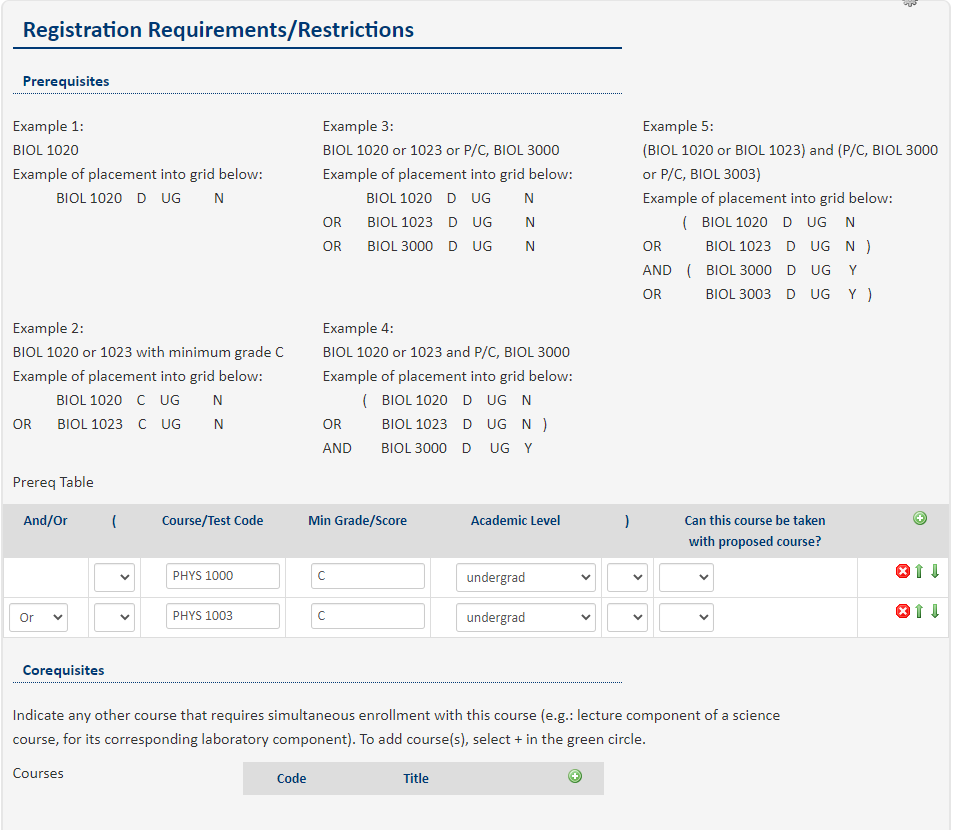 Registration Requirements/Restrictions
Prerequisites
Example 1:
BIOL 1020
Example of placement into grid below:
BIOL 1020 D UG N
Example 3:
BIOL 1020 or 1023 or P/C, BIOL 3000
Example of placement into grid below:
BIOL 1020 D UG N
OR BIOL 1023 D UG N
OR BIOL 3000 D UG N
Example 5:
(BIOL 1020 or BIOL 1023) and (P/C, BIOL 3000
or P/C, BIOL 3003)
Example of placement into grid below:
( BIOL 1020 D UG N
OR BIOL 1023 D UG N )
AND ( BIOL 3000 D UG Y
OR BIOL 3003 D UG Y )
Example 2:
BIOL 1020 or 1023 with minimum grade C
Example of placement into grid below:
BIOL 1020 C UG N
OR BIOL 1023 C UG N
Example 4:
BIOL 1020 or 1023 and P/C, BIOL 3000
Example of placement into grid below:
( BIOL 1020 D UG N
OR BIOL 1023 D UG N )
AND BIOL 3000 D UG Y
Prereq Table
And/Or ( Course/Test Code Min Grade/Score Academic Level ) Can this course be taken
with proposed course?
PHYS 1000 C undergrad
Or PHYS 1003 C undergrad
Corequisites
Indicate any other course that requires simultaneous enrollment with this course (e.g.: lecture component of a science
course, for its corresponding laboratory component). To add course(s), select + in the green circle.
Courses Code Title